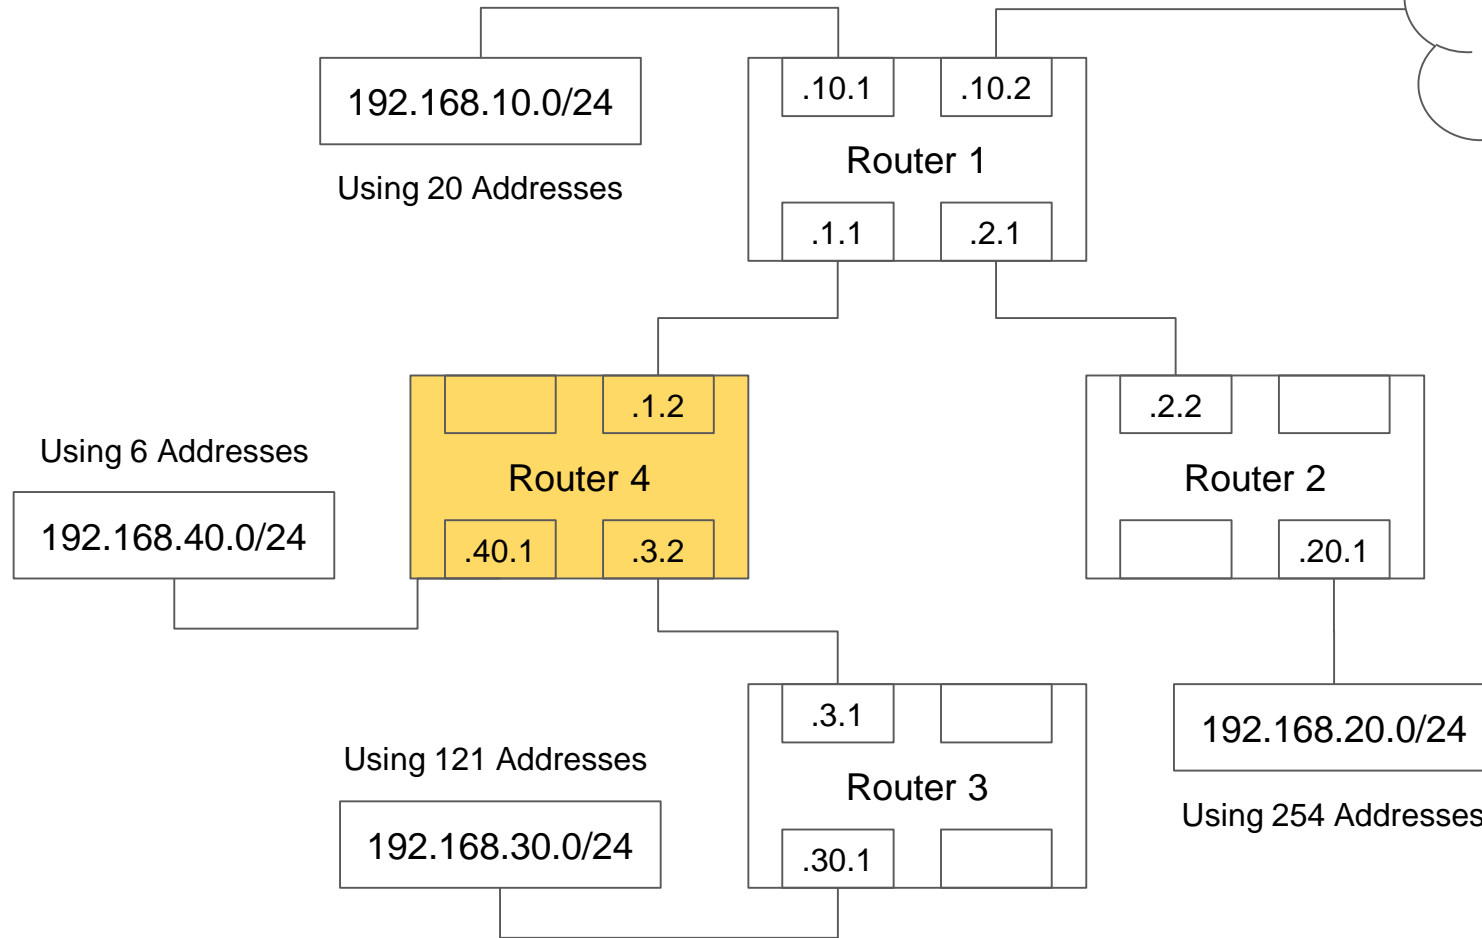 192.168.10.0/24
Using 20 Addresses
.10.1
.10.2
Router 1
.1.1
.2.1
.1.2
Router 4
.40.1
.3.2
Using 6 Addresses
192.168.40.0/24
.2.2
Router 2
.20.1
.3.1
Router 3
.30.1
Using 121 Addresses
192.168.30.0/24
192.168.20.0/24
Using 254 Addresses